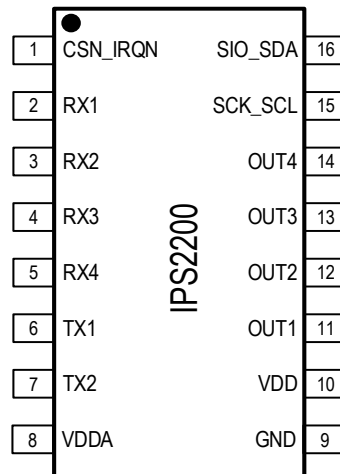 1 CSN_IRQN SIO_SDA 16
2 RX1 SCK_SCL 15
3 RX2 OUT4 14
4 RX3 OUT3 13
5 RX4 OUT2 12
6 TX1 OUT1 11
7 TX2 VDD 10
8 VDDA GND 9
IPS2200